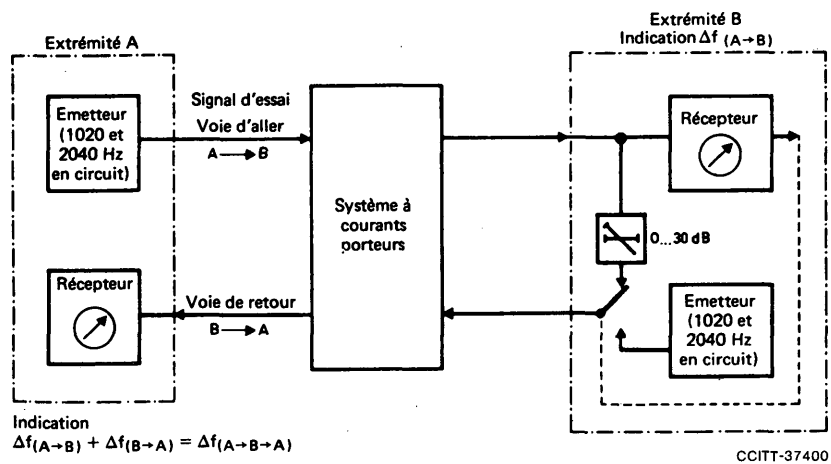 Extrémité A
Emetteur
(1020 et
2040 Hz
en circuit)
Signal d'essai
Voie d'aller
A → B
Système à
courants
porteurs
Extrémité B
Indication Δf (A→B)
Récepteur
0...30 dB
Emetteur
(1020 et
2040 Hz
en circuit)
Récepteur
Voie de retour
B → A
Indication
Δf(A→B) + Δf(B→A) = Δf(A→B→A)
CCITT-37400